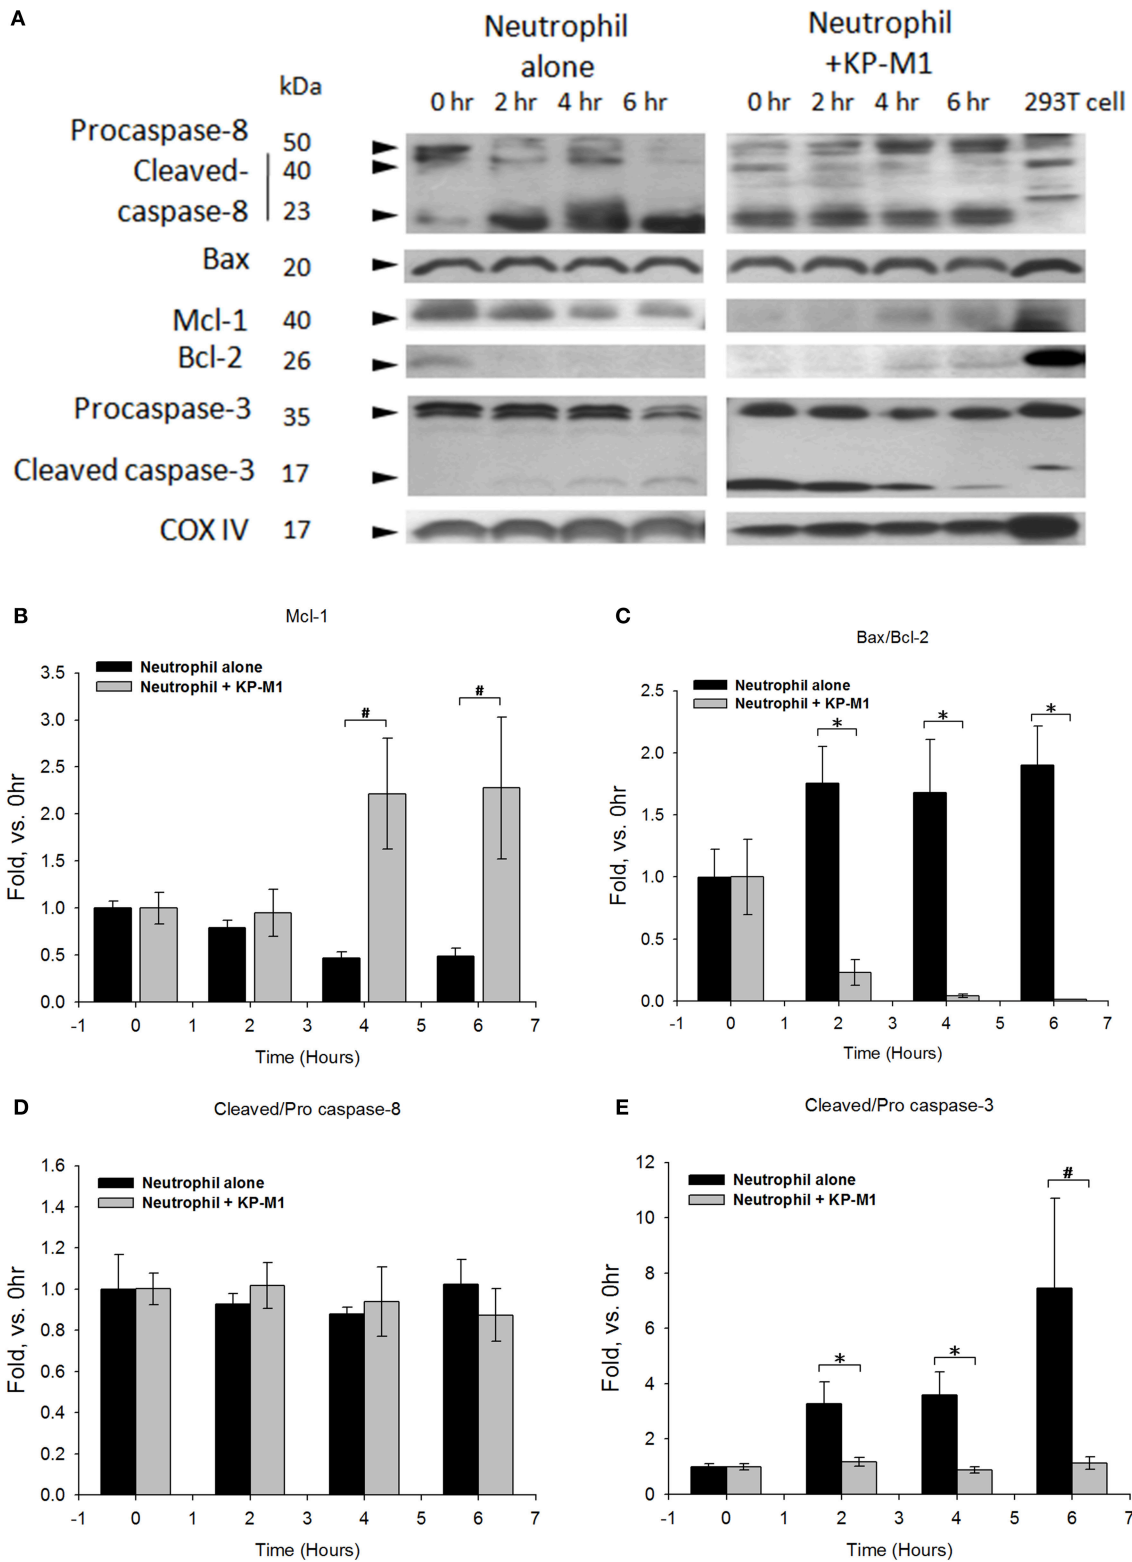 A
Neutrophil
alone
Neutrophil
+KP-M1
kDa
0 hr 2 hr 4 hr 6 hr
0 hr 2 hr 4 hr 6 hr 293T cell
Procaspase-8 50
Cleaved- 40
caspase-8 23
Bax 20
Mcl-1 40
Bcl-2 26
Procaspase-3 35
Cleaved caspase-3 17
COX IV 17
B
Mcl-1
Neutrophil alone
Neutrophil + KP-M1
Fold, vs. 0hr
3.5
3.0
2.5
2.0
1.5
1.0
0.5
0.0
# #
-1 0 1 2 3 4 5 6 7
Time (Hours)
C
Bax/Bcl-2
Neutrophil alone
Neutrophil + KP-M1
Fold, vs. 0hr
2.5
2.0
1.5
1.0
0.5
0.0
* * *
-1 0 1 2 3 4 5 6 7
Time (Hours)
D
Cleaved/Pro caspase-8
Neutrophil alone
Neutrophil + KP-M1
Fold, vs. 0hr
1.6
1.4
1.2
1.0
0.8
0.6
0.4
0.2
0.0
-1 0 1 2 3 4 5 6 7
Time (Hours)
E
Cleaved/Pro caspase-3
Neutrophil alone
Neutrophil + KP-M1
Fold, vs. 0hr
12
10
8
6
4
2
0
* * #
-1 0 1 2 3 4 5 6 7
Time (Hours)